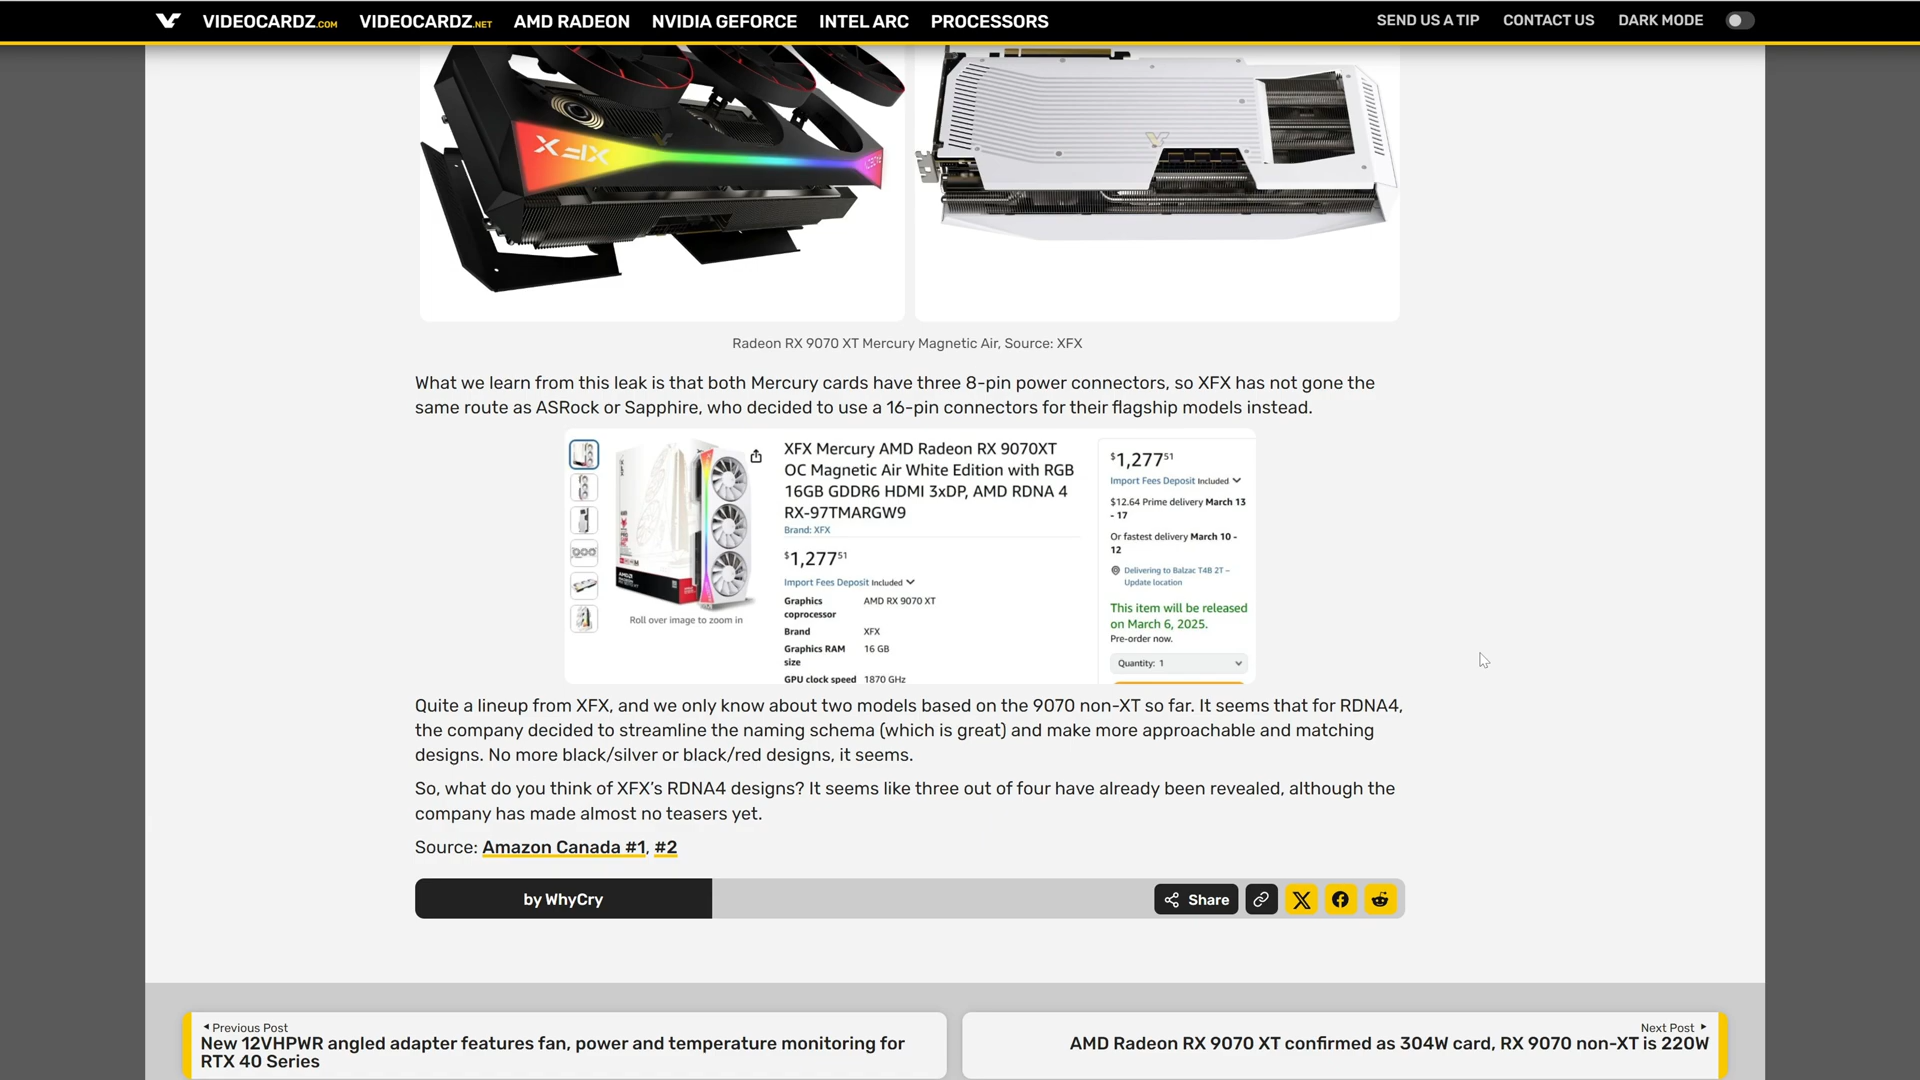 VIDEOCARDZ.COM VIDEOCARDZ.NET AMD RADEON NVIDIA GEFORCE INTEL ARC PROCESSORS SEND US A TIP CONTACT US DARK MODE
XFX
Radeon RX 9070 XT Mercury Magnetic Air, Source: XFX
What we learn from this leak is that both Mercury cards have three 8-pin power connectors, so XFX has not gone the
same route as ASRock or Sapphire, who decided to use a 16-pin connectors for their flagship models instead.
XFX Mercury AMD Radeon RX 9070XT
OC Magnetic Air White Edition with RGB
16GB GDDR6 HDMI 3xDP, AMD RDNA 4
RX-97TMARGW9
Brand: XFX
$1,27751
Import Fees Deposit Included
Graphics coprocessor AMD RX 9070 XT
Brand XFX
Graphics RAM size 16 GB
GPU clock speed 1870 GHz
Roll over image to zoom in
$1,27751
Import Fees Deposit Included
$12.64 Prime delivery March 13
- 17
Or fastest delivery March 10 -
12
Delivering to Balzac T4B 2T –
Update location
This item will be released
on March 6, 2025.
Pre-order now.
Quantity: 1
Quite a lineup from XFX, and we only know about two models based on the 9070 non-XT so far. It seems that for RDNA4,
the company decided to streamline the naming schema (which is great) and make more approachable and matching
designs. No more black/silver or black/red designs, it seems.
So, what do you think of XFX's RDNA4 designs? It seems like three out of four have already been revealed, although the
company has made almost no teasers yet.
Source: Amazon Canada #1, #2
by WhyCry
Share
Previous Post
New 12VHPWR angled adapter features fan, power and temperature monitoring for
RTX 40 Series
Next Post
AMD Radeon RX 9070 XT confirmed as 304W card, RX 9070 non-XT is 220W